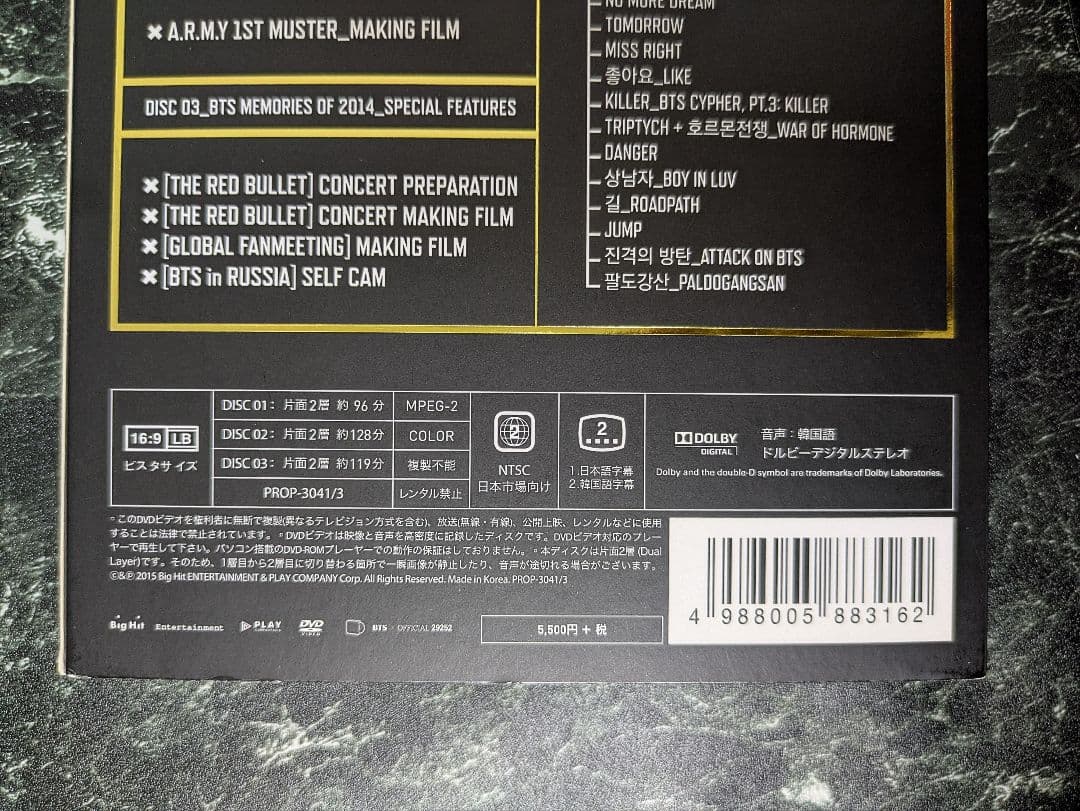 ✖ A.R.M.Y 1ST MUSTER_MAKING FILM
DISC 03_BTS MEMORIES OF 2014_SPECIAL FEATURES
✖ [THE RED BULLET] CONCERT PREPARATION
✖ [THE RED BULLET] CONCERT MAKING FILM
✖ [GLOBAL FANMEETING] MAKING FILM
✖ [BTS in RUSSIA] SELF CAM
NO MORE DREAM
TOMORROW
MISS RIGHT
좋아요_LIKE
KILLER_BTS CYPHER, PT.3: KILLER
TRIPTYCH + 호르몬전쟁_WAR OF HORMONE
DANGER
상남자_BOY IN LUV
길_ROADPATH
JUMP
진격의 방탄_ATTACK ON BTS
팔도강산_PALDOGANGSAN
16:9 LB
ビスタサイズ
DISC 01: 片面2層 約 96 分
DISC 02: 片面2層 約128分
DISC 03: 片面2層 約119分
PROP-3041/3
MPEG-2
COLOR
複製不能
レンタル禁止
2
NTSC
日本市場向け
2
1.日本語字幕
2.韓国語字幕
DOLBY
DIGITAL
音声：韓国語
ドルビーデジタルステレオ
Dolby and the double-D symbol are trademarks of Dolby Laboratories.
◦このDVDビデオを権利者に無断で複製(異なるテレビジョン方式を含む)、放送(無線・有線)、公開上映、レンタルなどに使用
することは法律で禁止されています。◦DVDビデオは映像と音声を高密度に記録したディスクです。DVDビデオ対応のプレー
ヤーで再生して下さい。パソコン搭載のDVD-ROMプレーヤーでの動作の保証はしておりません。◦本ディスクは片面2層 (Dual
Layer)です。そのため、1層目から2層目に切り替わる箇所で一瞬画像が静止したり、音声が途切れる場合がございます。
©&℗ 2015 Big Hit ENTERTAINMENT & PLAY COMPANY Corp. All Rights Reserved. Made in Korea. PROP-3041/3
Big Hit Entertainment
PLAY
DVD
VIDEO
BTS × OFFICIAL 29252
5,500円 + 税
4 988005 883162